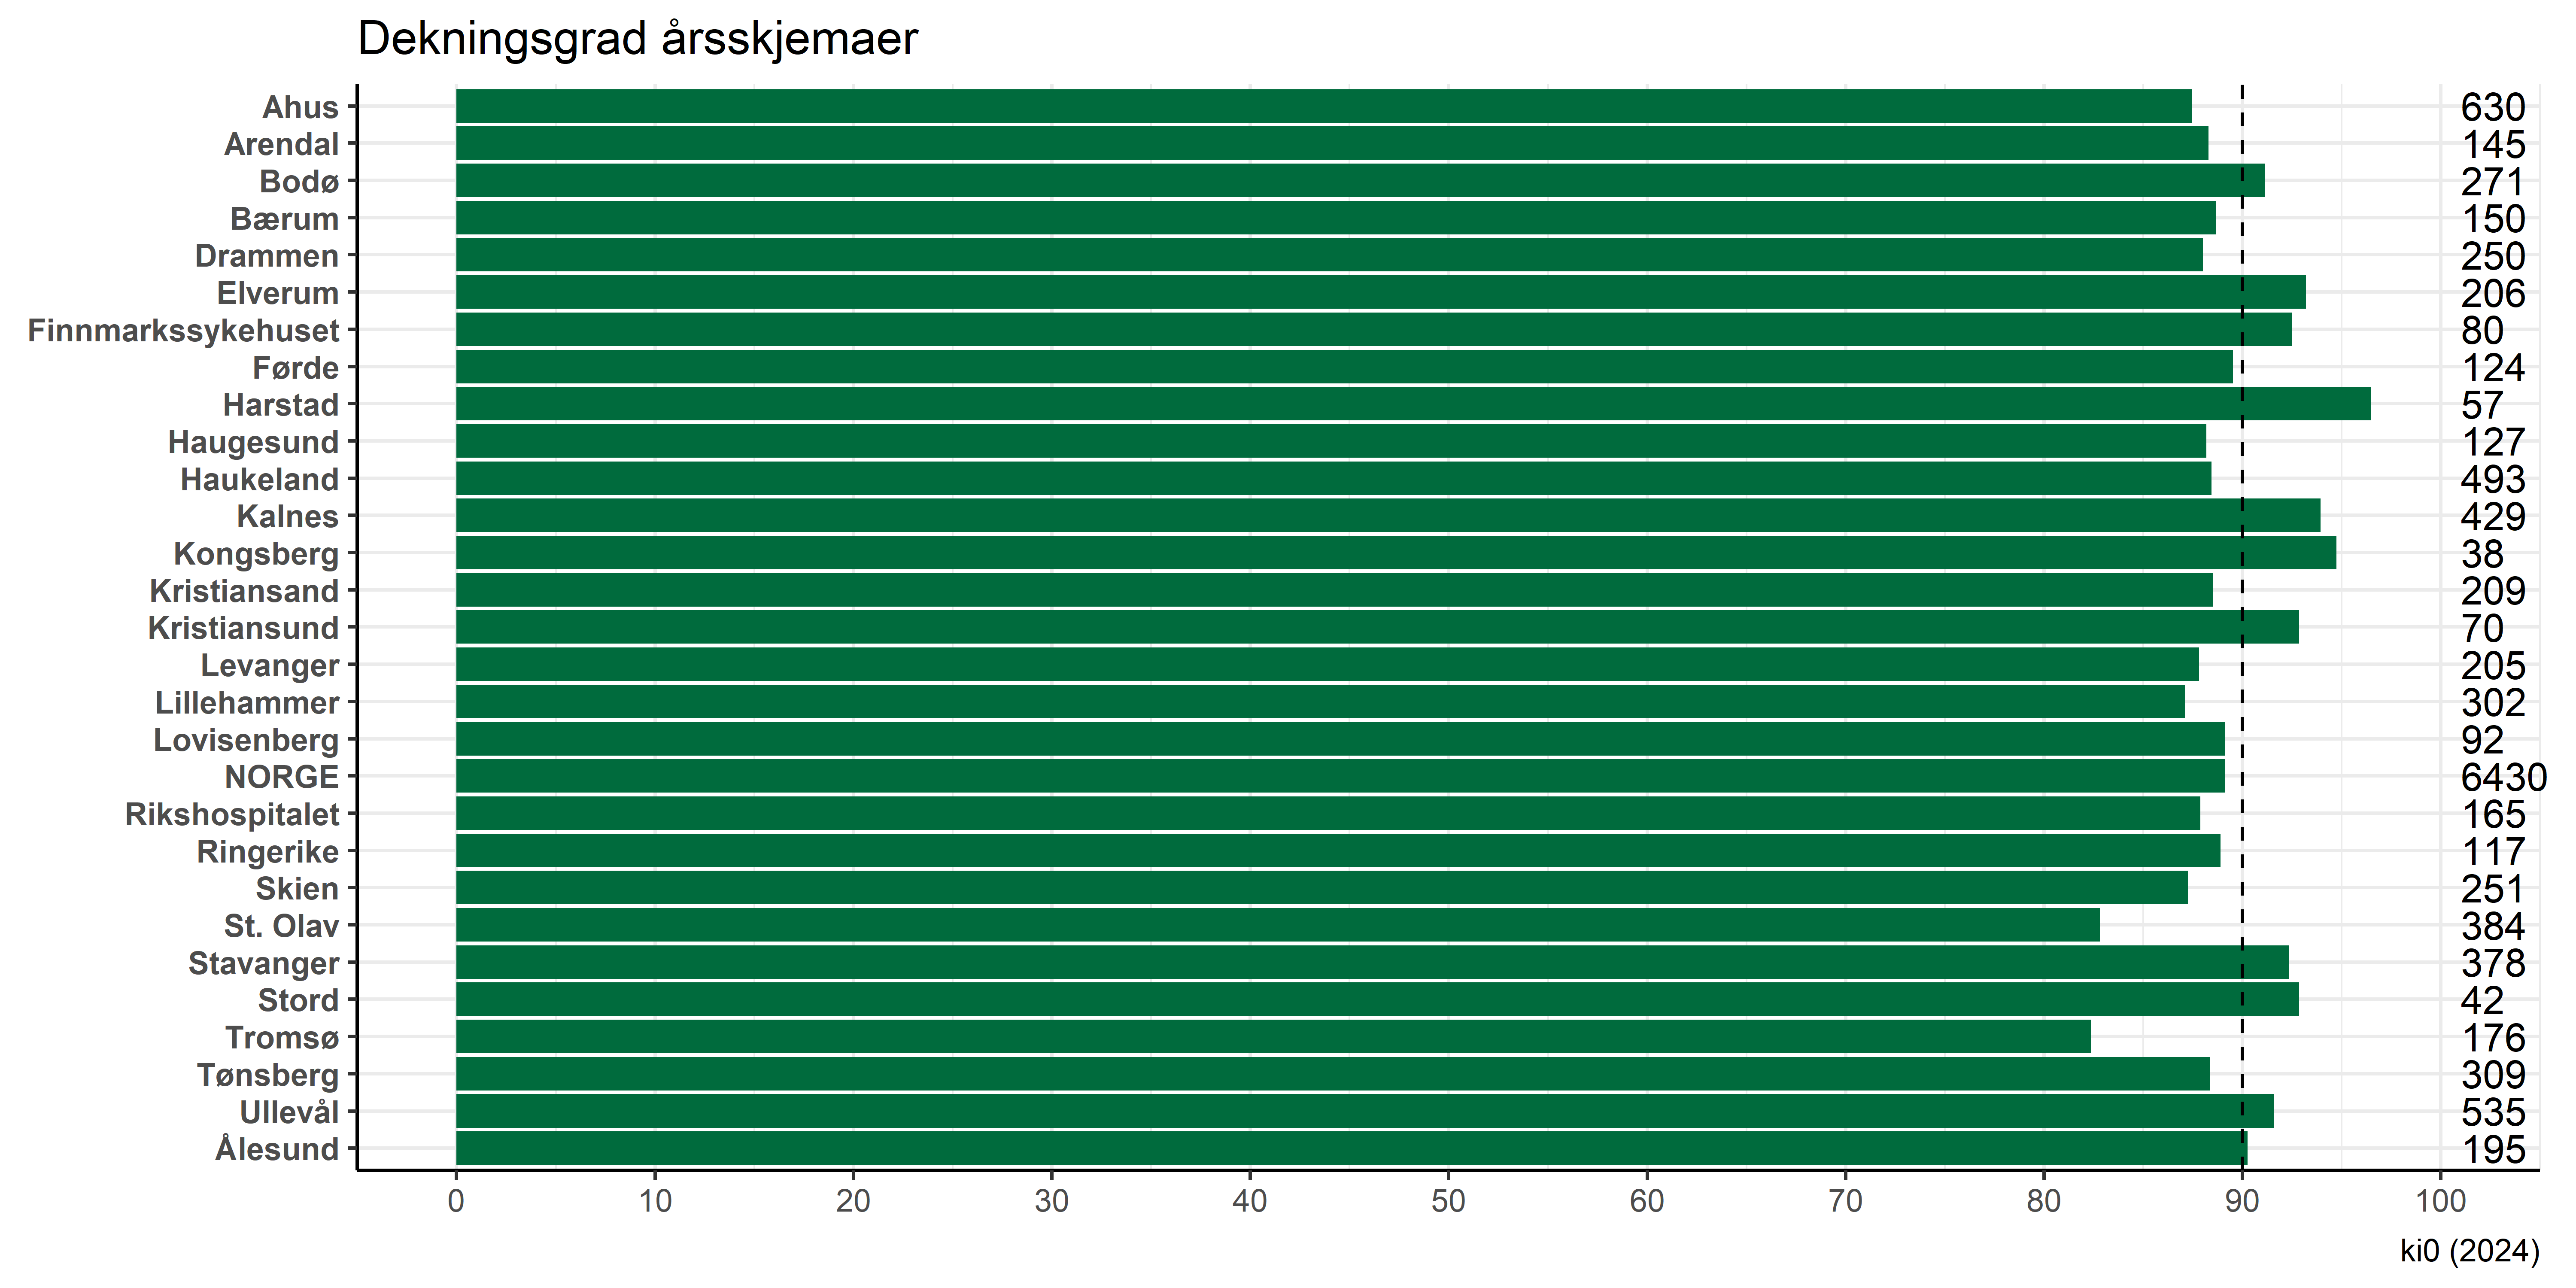 Dekningsgrad årsskjemaer
Ahus 630
Arendal 145
Bodø 271
Bærum 150
Drammen 250
Elverum 206
Finnmarkssykehuset 80
Førde 124
Harstad 57
Haugesund 127
Haukeland 493
Kalnes 429
Kongsberg 38
Kristiansand 209
Kristiansund 70
Levanger 205
Lillehammer 302
Lovisenberg 92
NORGE 6430
Rikshospitalet 165
Ringerike 117
Skien 251
St. Olav 384
Stavanger 378
Stord 42
Tromsø 176
Tønsberg 309
Ullevål 535
Ålesund 195
0 10 20 30 40 50 60 70 80 90 100
ki0 (2024)